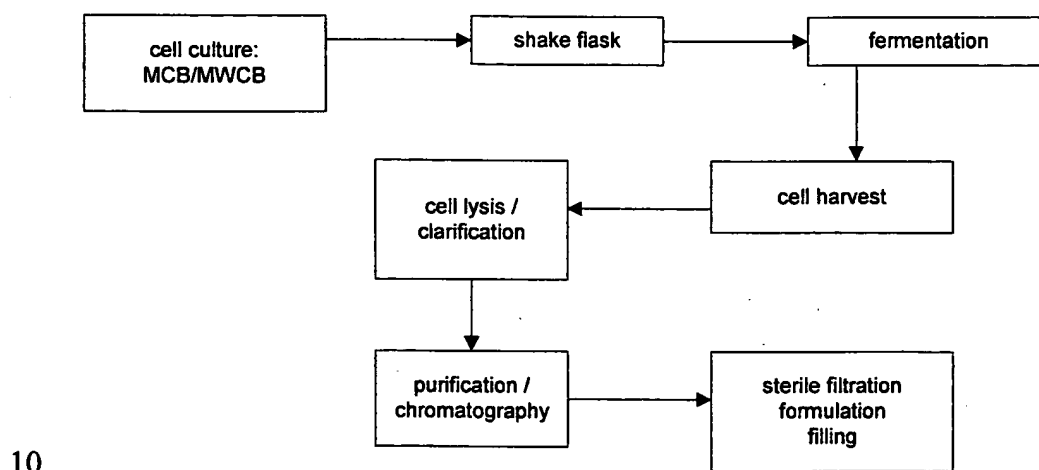 cell culture:
MCB/MWCB
shake flask
fermentation
cell harvest
cell lysis /
clarification
purification /
chromatography
sterile filtration
formulation
filling
10